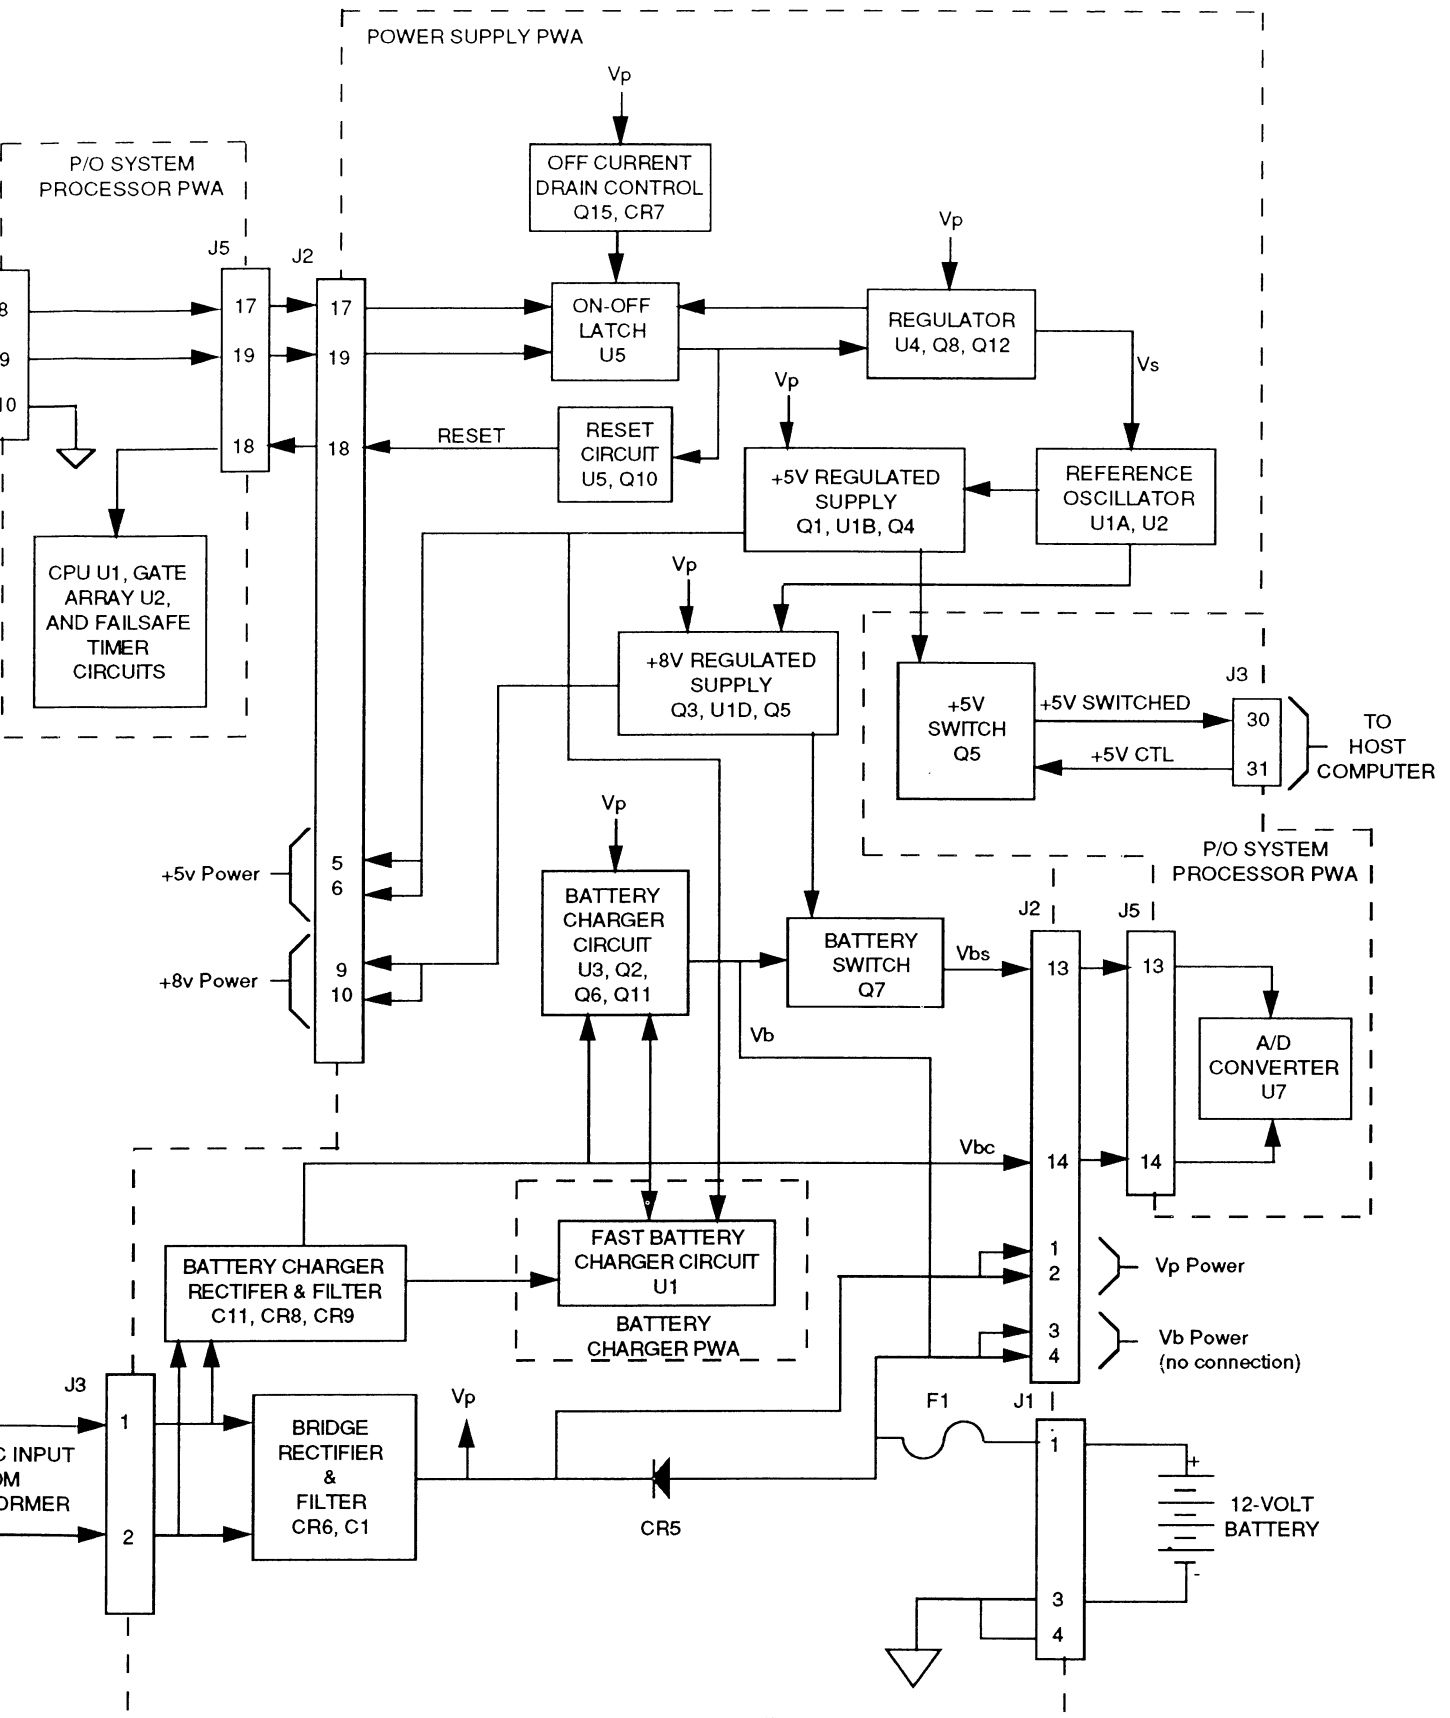 POWER SUPPLY PWA
Vp
P/O SYSTEM
PROCESSOR PWA
OFF CURRENT
DRAIN CONTROL
Q15, CR7
Vp
J5
J2
8
17
17
ON-OFF
LATCH
U5
REGULATOR
U4, Q8, Q12
9
19
19
Vs
Vp
10
18
18
RESET
RESET
CIRCUIT
U5, Q10
+5V REGULATED
SUPPLY
Q1, U1B, Q4
REFERENCE
OSCILLATOR
U1A, U2
CPU U1, GATE
ARRAY U2,
AND FAILSAFE
TIMER
CIRCUITS
Vp
+8V REGULATED
SUPPLY
Q3, U1D, Q5
+5V
SWITCH
Q5
+5V SWITCHED
+5V CTL
J3
30
31
TO
HOST
COMPUTER
Vp
+5v Power
5
6
+8v Power
9
10
BATTERY
CHARGER
CIRCUIT
U3, Q2,
Q6, Q11
BATTERY
SWITCH
Q7
Vbs
Vb
P/O SYSTEM
PROCESSOR PWA
J2
J5
13
13
A/D
CONVERTER
U7
Vbc
14
14
BATTERY CHARGER
RECTIFER & FILTER
C11, CR8, CR9
FAST BATTERY
CHARGER CIRCUIT
U1
BATTERY
CHARGER PWA
1
2
Vp Power
3
4
Vb Power
(no connection)
J3
1
2
C INPUT
OM
ORMER
BRIDGE
RECTIFIER
&
FILTER
CR6, C1
Vp
CR5
F1
J1
1
3
4
+
12-VOLT
BATTERY
-